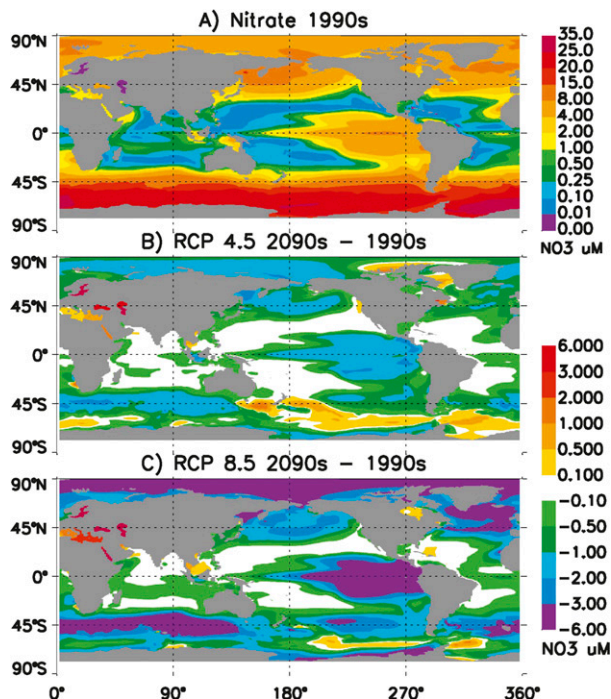 A) Nitrate 1990s
90°N
45°N
0°
45°S
90°S
35.0
25.0
20.0
15.0
8.00
4.00
2.00
1.00
0.50
0.25
0.10
0.01
0.00
NO3 uM
B) RCP 4.5 2090s - 1990s
90°N
45°N
0°
45°S
90°S
C) RCP 8.5 2090s - 1990s
90°N
45°N
0°
45°S
90°S
0° 90° 180° 270° 360°
6.000
3.000
1.000
0.500
0.100
-0.10
-0.50
-1.00
-2.00
-3.00
-6.00
NO3 uM